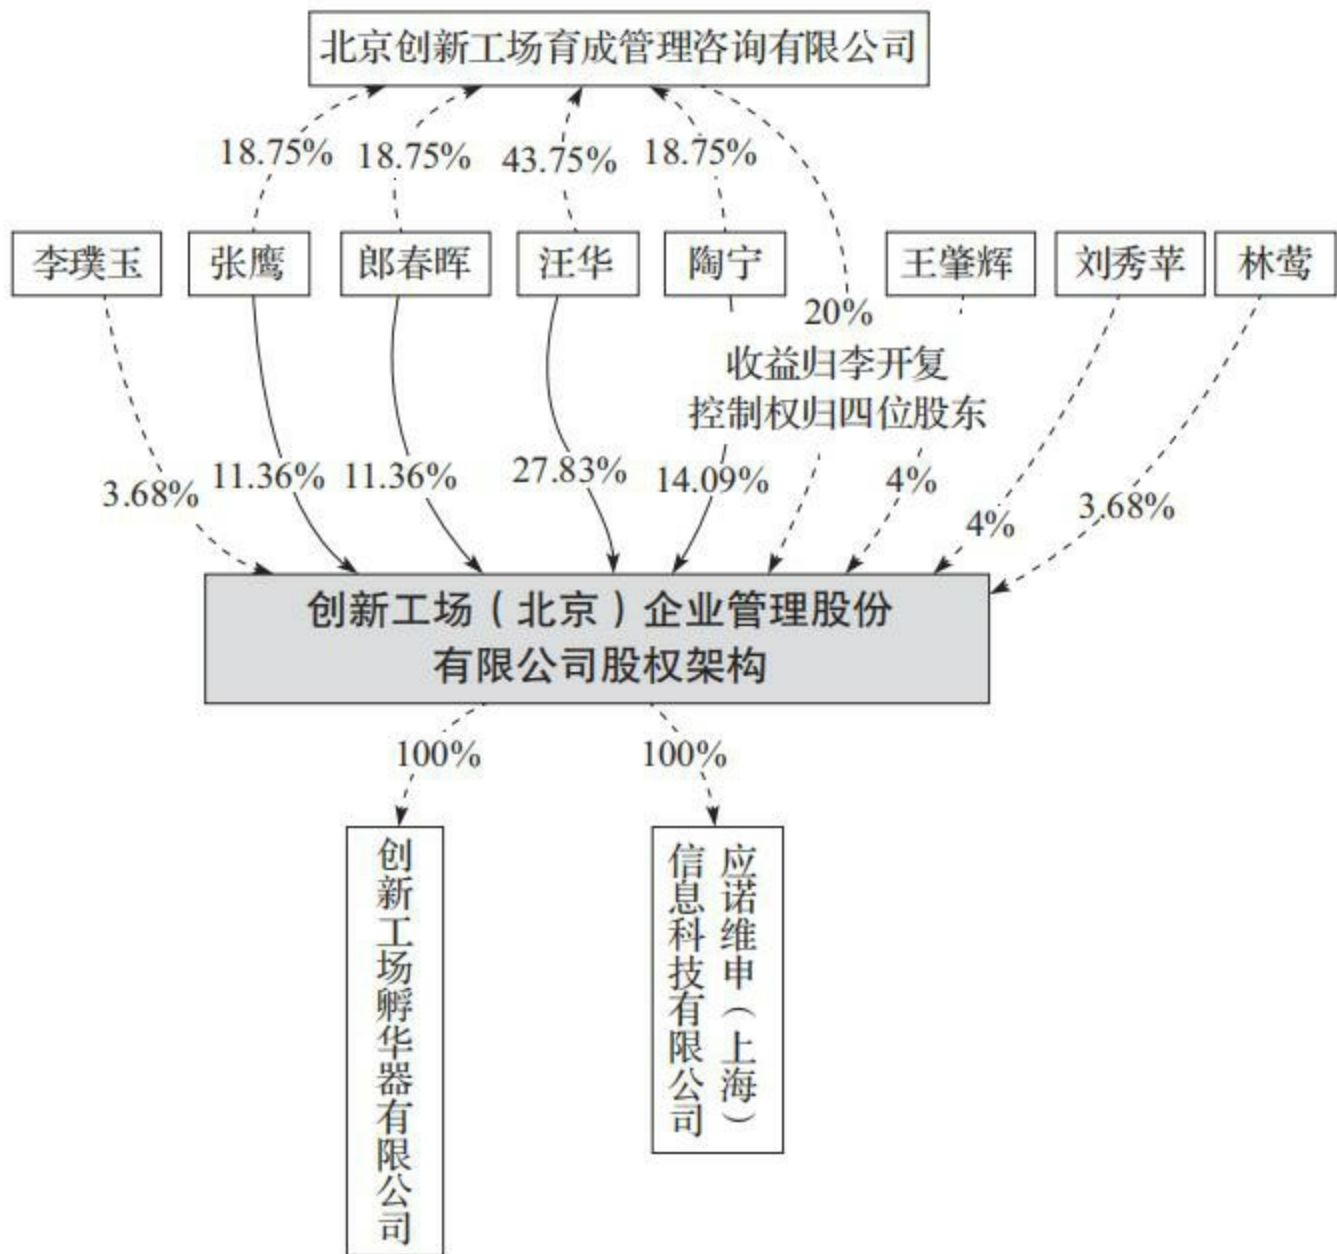 北京创新工场育成管理咨询有限公司
18.75%
18.75%
43.75%
18.75%
李璞玉
张鹰
郎春晖
汪华
陶宁
王肇辉
刘秀苹
林莺
20%
收益归李开复
控制权归四位股东
3.68%
11.36%
11.36%
27.83%
14.09%
4%
4%
3.68%
创新工场（北京）企业管理股份
有限公司股权架构
100%
100%
创新工场孵华器有限公司
应诺维申（上海）
信息科技有限公司